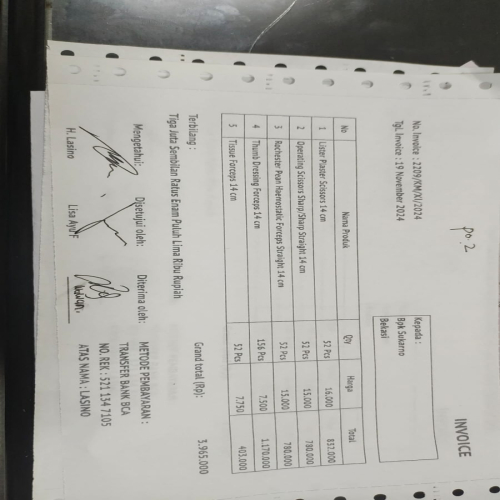 INVOICE
po. 2
No. Invoice : 2209/KM/XI/2024
Tgl. Invoice : 19 November 2024
Kepada :
Bpk Sukarno
Bekasi
No Nama Produk Qty Harga Total
1 Lister Plaster Scissors 14 cm 52 Pcs 16.000 832.000
2 Operating Scissors Sharp/Sharp Straight 14 cm 52 Pcs 15.000 780.000
3 Rochester Pean Haemostatic Forceps Straight 14 cm 52 Pcs 15.000 780.000
4 Thumb Dressing Forceps 14 cm 156 Pcs 7.500 1.170.000
5 Tissue Forceps 14 cm 52 Pcs 7.750 403.000
Grand total (Rp): 3.965.000
Terbilang :
Tiga Juta Sembilan Ratus Enam Puluh Lima Ribu Rupiah
Mengetahui: Disetujui oleh: Diterima oleh:
H. Lasino Lisa Ayu F
METODE PEMBAYARAN :
TRANSFER BANK BCA
NO. REK : 521 134 7105
ATAS NAMA : LASINO